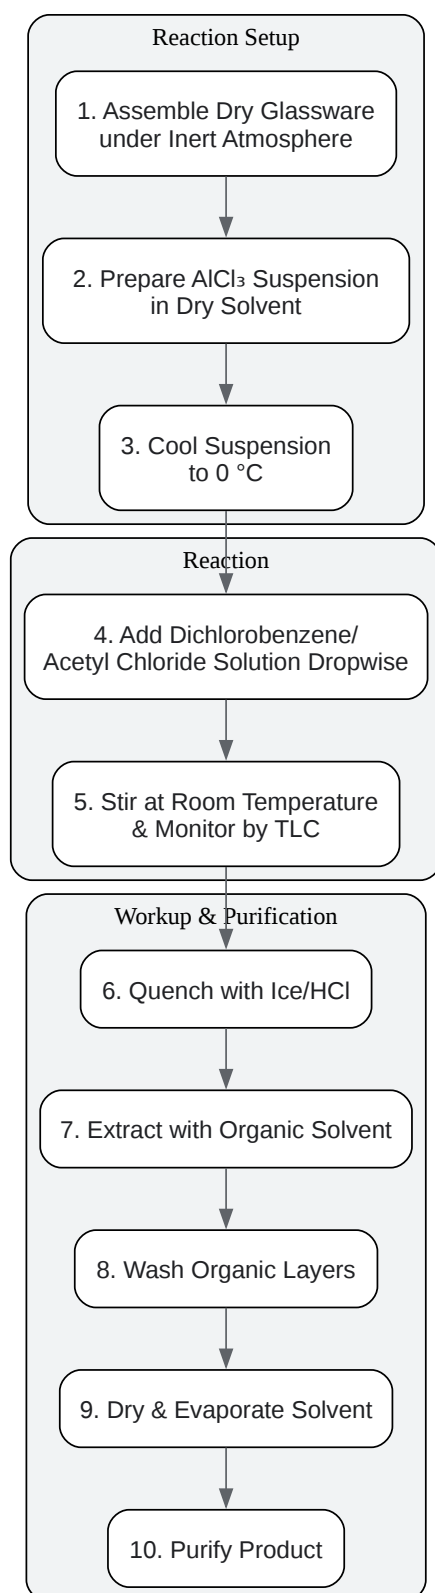 Reaction Setup
1. Assemble Dry Glassware
under Inert Atmosphere
2. Prepare AlCl₃ Suspension
in Dry Solvent
3. Cool Suspension
to 0 °C
Reaction
4. Add Dichlorobenzene/
Acetyl Chloride Solution Dropwise
5. Stir at Room Temperature
& Monitor by TLC
Workup & Purification
6. Quench with Ice/HCl
7. Extract with Organic Solvent
8. Wash Organic Layers
9. Dry & Evaporate Solvent
10. Purify Product